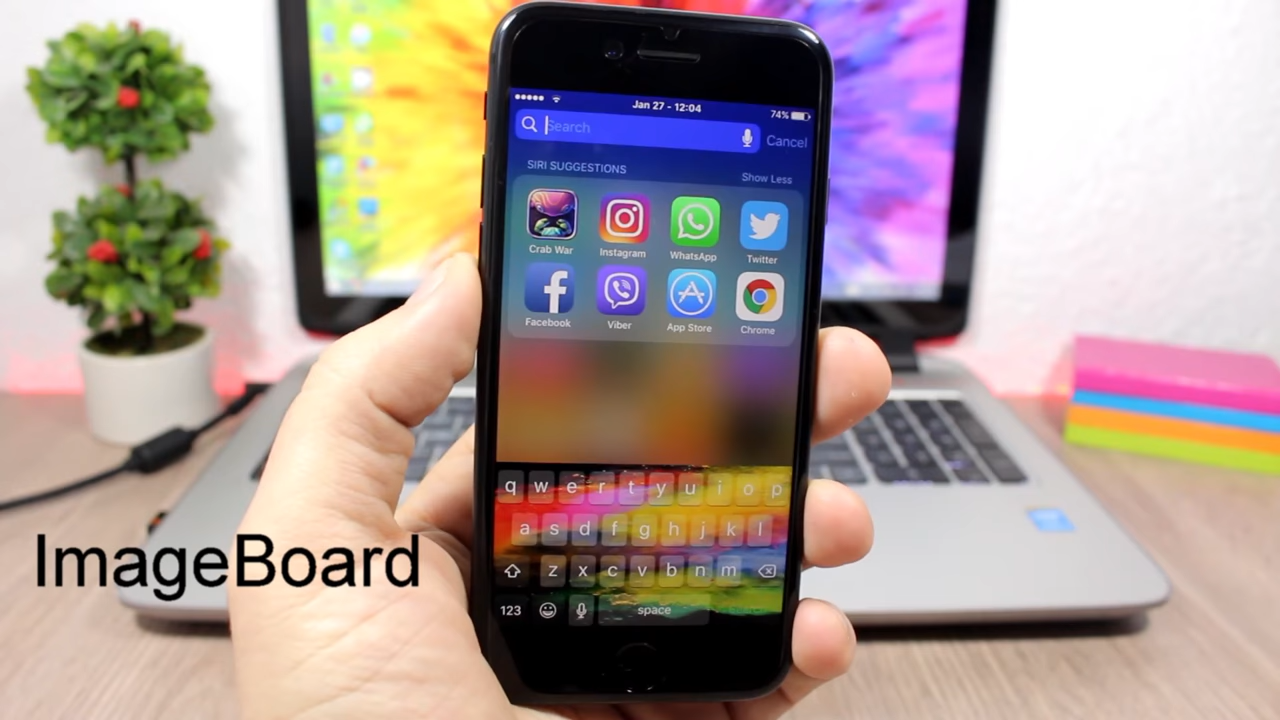 Jan 27 - 12:04
74%
Search
Cancel
SIRI SUGGESTIONS
Show Less
Crab War
Instagram
WhatsApp
Twitter
Facebook
Viber
App Store
Chrome
q w e r t y u i o p
a s d f g h j k l
z x c v b n m
123
space
ImageBoard